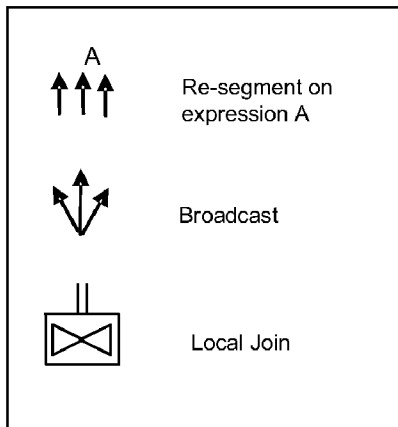 A
Re-segment on
expression A
Broadcast
Local Join